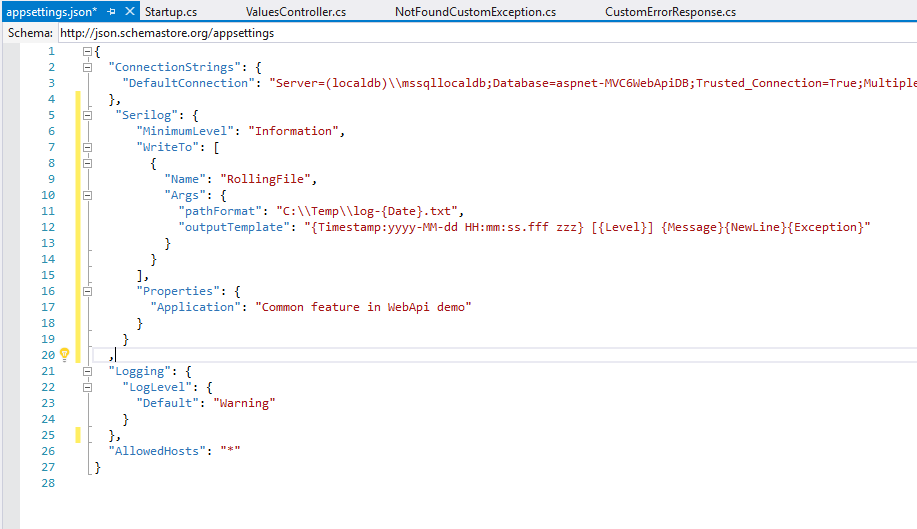 appsettings.json* Startup.cs ValuesController.cs NotFoundCustomException.cs CustomErrorResponse.cs
Schema: http://json.schemastore.org/appsettings
1 {
2 "ConnectionStrings": {
3 "DefaultConnection": "Server=(localdb)\\mssqllocaldb;Database=aspnet-MVC6WebApiDB;Trusted_Connection=True;Multiple
4 },
5 "Serilog": {
6 "MinimumLevel": "Information",
7 "WriteTo": [
8 {
9 "Name": "RollingFile",
10 "Args": {
11 "pathFormat": "C:\\Temp\\log-{Date}.txt",
12 "outputTemplate": "{Timestamp:yyyy-MM-dd HH:mm:ss.fff zzz} [{Level}] {Message}{NewLine}{Exception}"
13 }
14 }
15 ],
16 "Properties": {
17 "Application": "Common feature in WebApi demo"
18 }
19 }
20 ,
21 "Logging": {
22 "LogLevel": {
23 "Default": "Warning"
24 }
25 },
26 "AllowedHosts": "*"
27 }
28